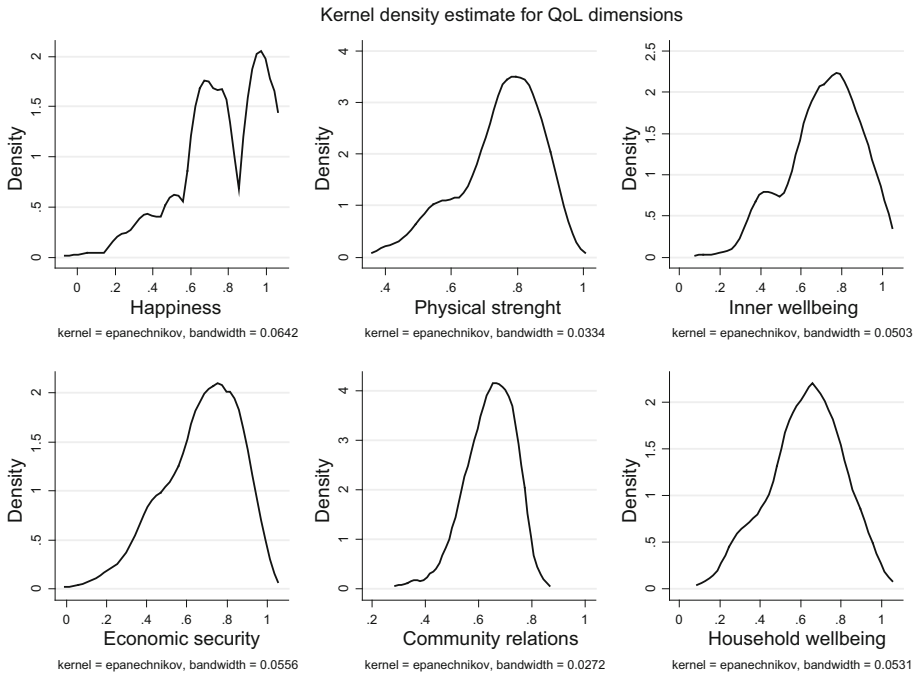 Kernel density estimate for QoL dimensions
Density
0 .5 1 1.5 2
0 .2 .4 .6 .8 1
Happiness
kernel = epanechnikov, bandwidth = 0.0642
Density
0 1 2 3 4
.4 .6 .8 1
Physical strenght
kernel = epanechnikov, bandwidth = 0.0334
Density
0 .5 1 1.5 2 2.5
0 .2 .4 .6 .8 1
Inner wellbeing
kernel = epanechnikov, bandwidth = 0.0503
Density
0 .5 1 1.5 2
0 .2 .4 .6 .8 1
Economic security
kernel = epanechnikov, bandwidth = 0.0556
Density
0 1 2 3 4
.2 .4 .6 .8 1
Community relations
kernel = epanechnikov, bandwidth = 0.0272
Density
0 .5 1 1.5 2
0 .2 .4 .6 .8 1
Household wellbeing
kernel = epanechnikov, bandwidth = 0.0531